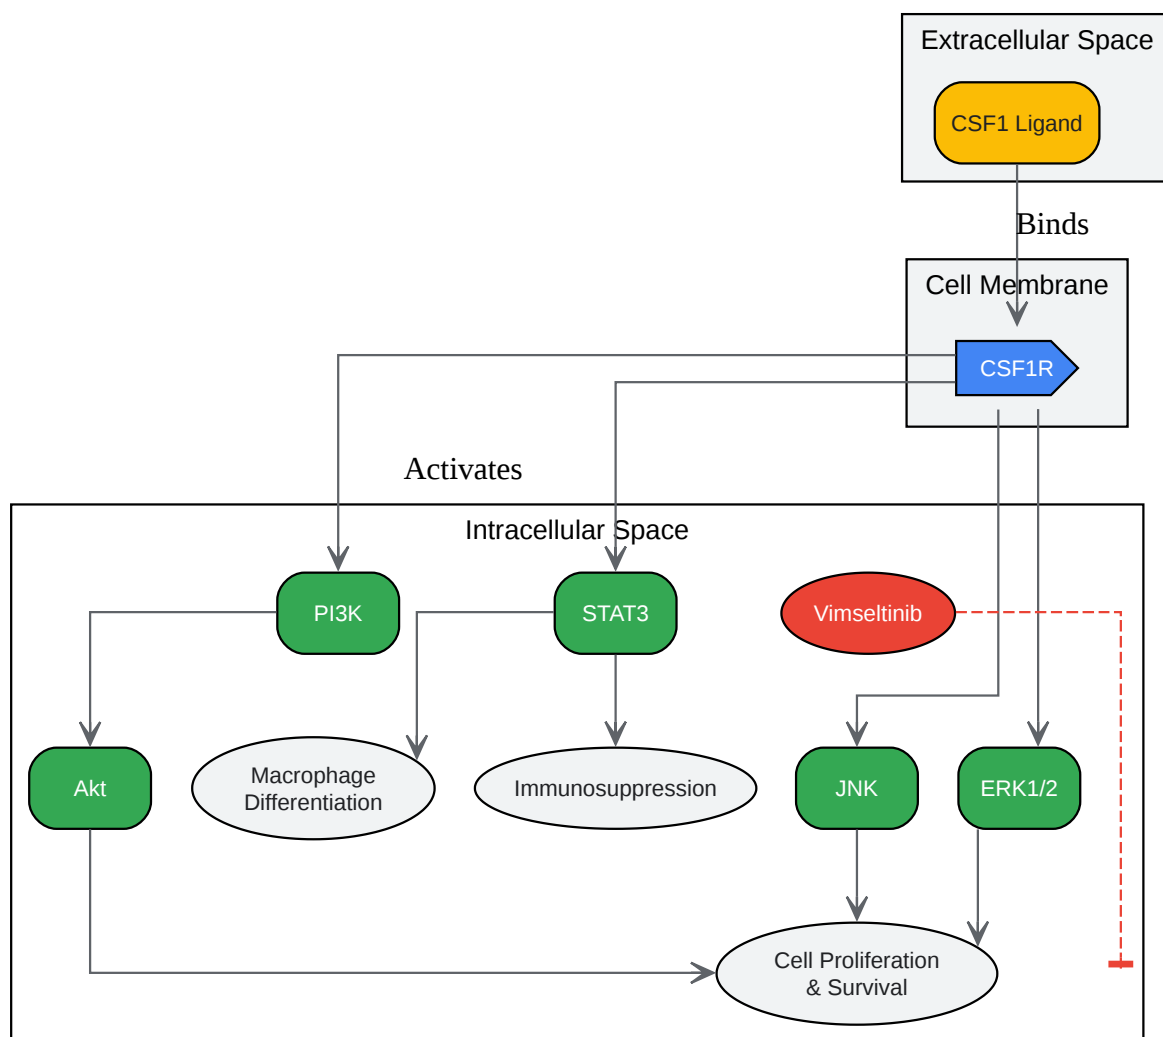 Extracellular Space
CSF1 Ligand
Binds
Cell Membrane
CSF1R
Activates
Intracellular Space
PI3K
STAT3
Vimseltinib
Akt
Macrophage
Differentiation
Immunosuppression
JNK
ERK1/2
Cell Proliferation
& Survival